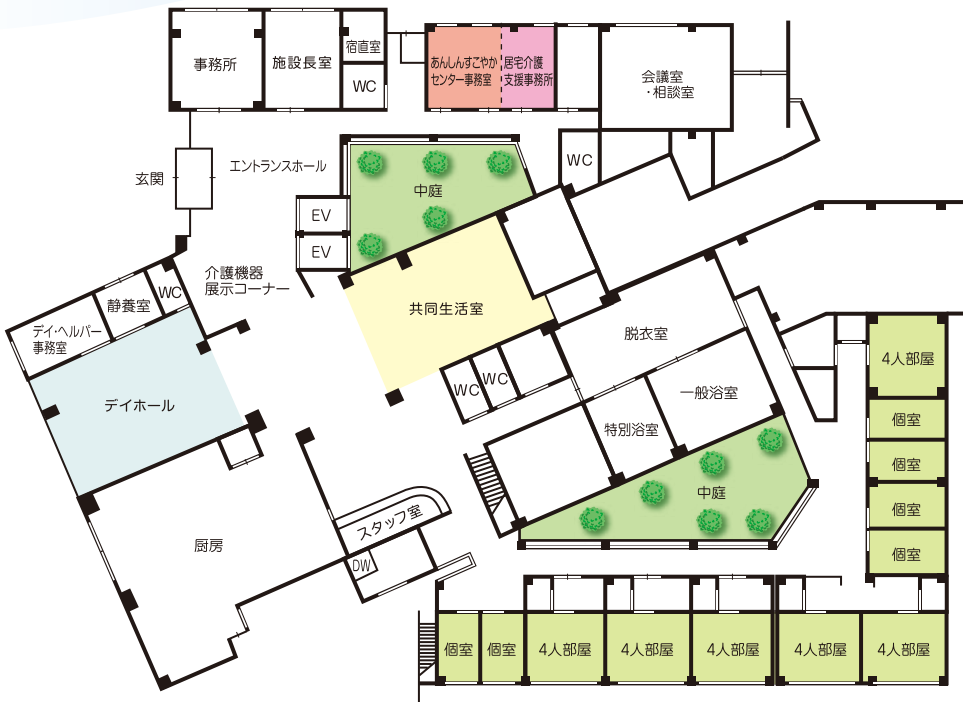 事務所
施設長室
宿直室
WC
あんしんすこやか
センター事務室
居宅介護
支援事務所
会議室
・相談室
WC
玄関
エントランスホール
中庭
EV
EV
介護機器
展示コーナー
WC
静養室
デイ・ヘルパー
事務室
共同生活室
脱衣室
4人部屋
WC
WC
一般浴室
デイホール
特別浴室
個室
個室
個室
個室
中庭
スタッフ室
厨房
DW
個室
個室
4人部屋
4人部屋
4人部屋
4人部屋
4人部屋